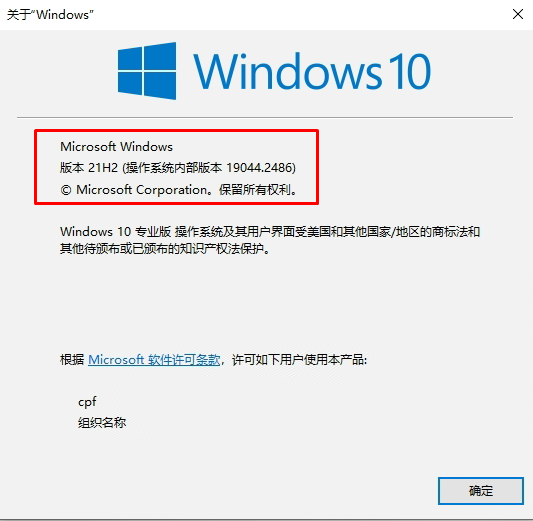 关于“Windows”
Windows 10
Microsoft Windows
版本 21H2 (操作系统内部版本 19044.2486)
© Microsoft Corporation。保留所有权利。
Windows 10 专业版 操作系统及其用户界面受美国和其他国家/地区的商标法和
其他待颁布或已颁布的知识产权法保护。
根据 Microsoft 软件许可条款，许可如下用户使用本产品:
cpf
组织名称
确定